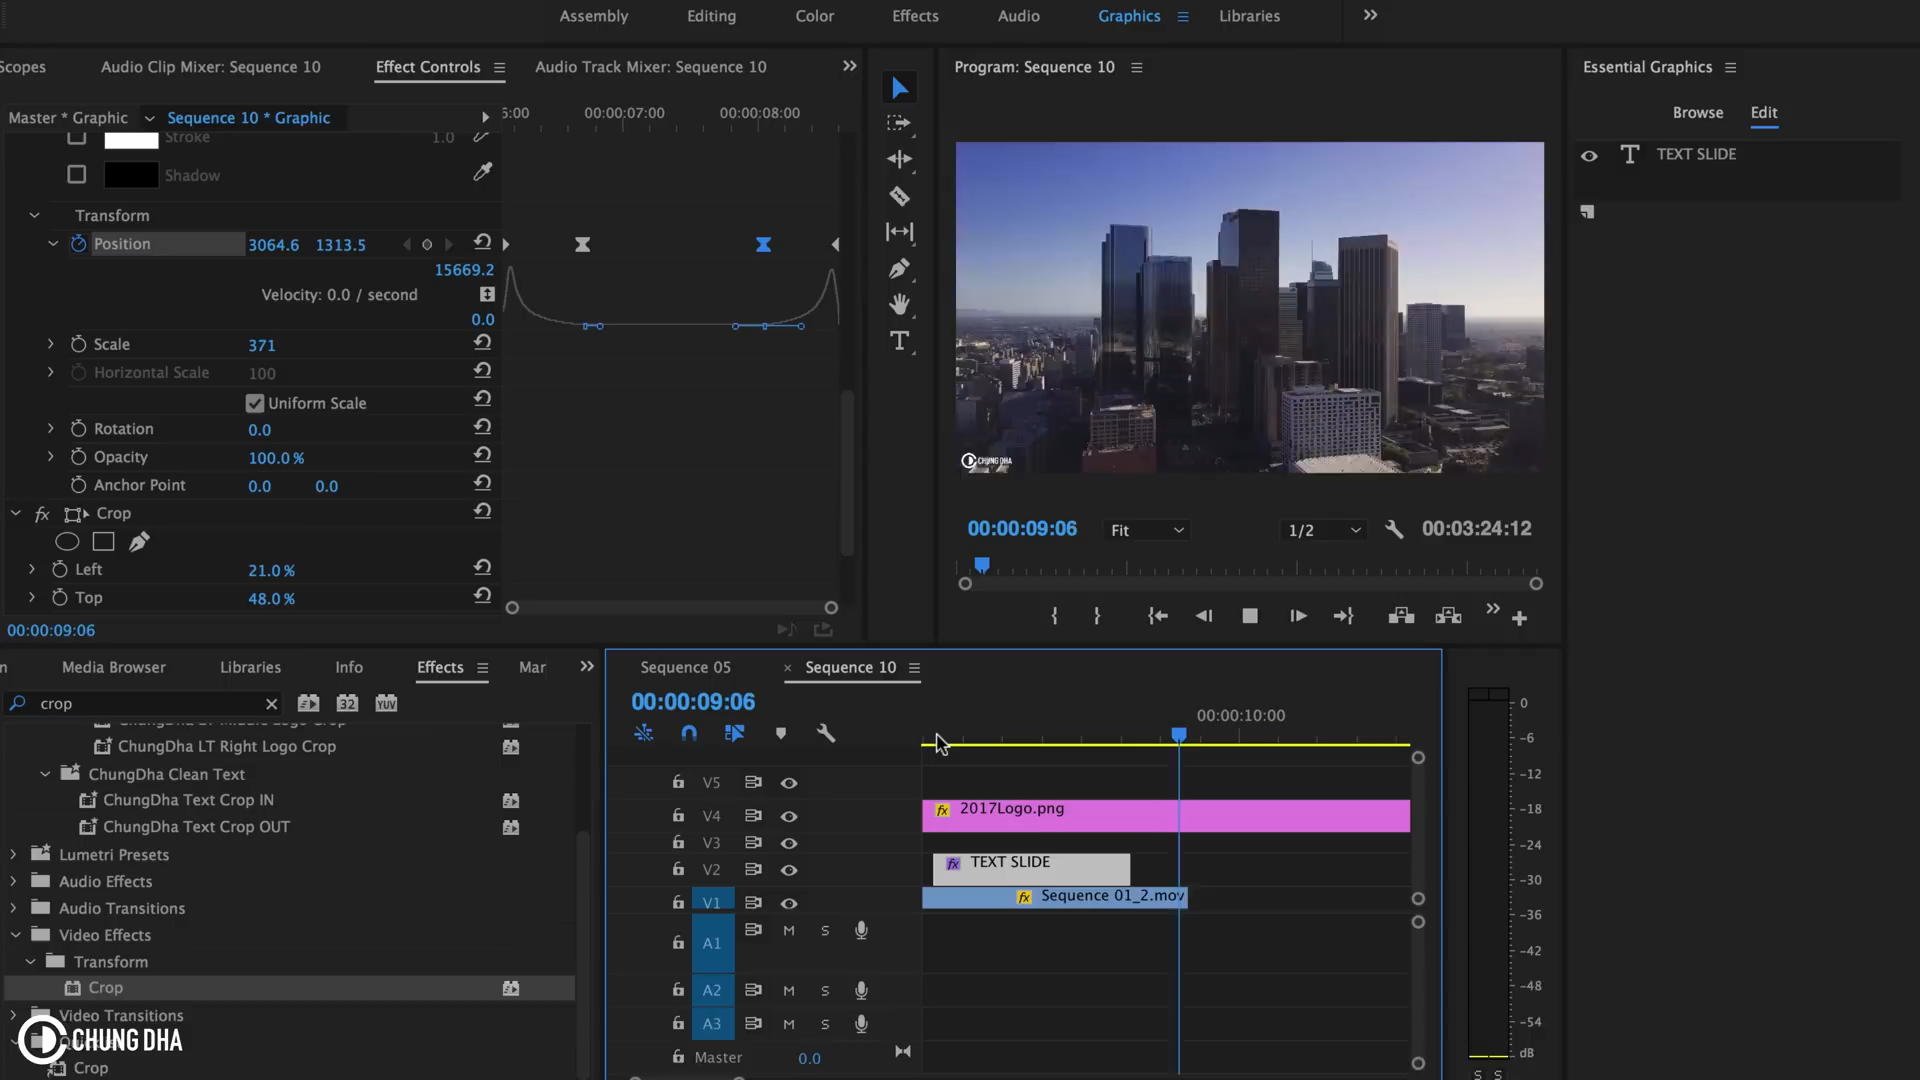 Assembly
Editing
Color
Effects
Audio
Graphics
Libraries
Scopes
Audio Clip Mixer: Sequence 10
Effect Controls
Audio Track Mixer: Sequence 10
Program: Sequence 10
Essential Graphics
Master * Graphic
Sequence 10 * Graphic
00:00:07:00
00:00:08:00
Browse
Edit
TEXT SLIDE
Stroke
1.0
Shadow
Transform
Position 3064.6 1313.5
15669.2
Velocity: 0.0 / second
0.0
Scale 371
Horizontal Scale 100
Uniform Scale
Rotation 0.0
Opacity 100.0 %
Anchor Point 0.0 0.0
Crop
Left 21.0 %
Top 48.0 %
00:00:09:06
CHUNG DHA
00:00:09:06
Fit
1/2
00:03:24:12
Media Browser
Libraries
Info
Effects
Mar
crop
32
YUV
ChungDha LT Right Logo Crop
ChungDha Clean Text
ChungDha Text Crop IN
ChungDha Text Crop OUT
Lumetri Presets
Audio Effects
Audio Transitions
Video Effects
Transform
Crop
Video Transitions
CHUNG DHA
Crop
Sequence 05
Sequence 10
00:00:09:06
00:00:10:00
V5
V4 2017Logo.png
V3
V2 TEXT SLIDE
V1 Sequence 01_2.mov
A1 M S
A2 M S
A3 M S
Master 0.0
0
-6
-12
-18
-24
-30
-36
-42
-48
-54
dB
S S